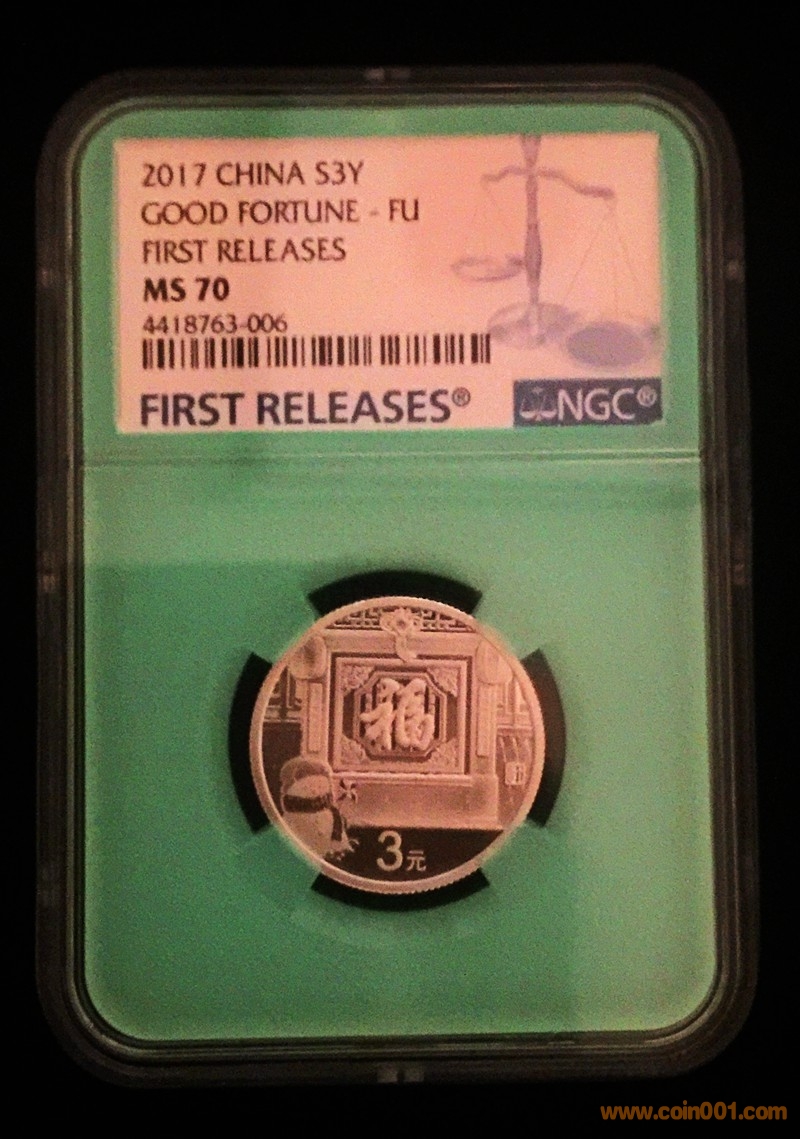 2017 CHINA S3Y
GOOD FORTUNE - FU
FIRST RELEASES
MS 70
4418763-006
FIRST RELEASES® NGC®
福
3元
www.coin001.com